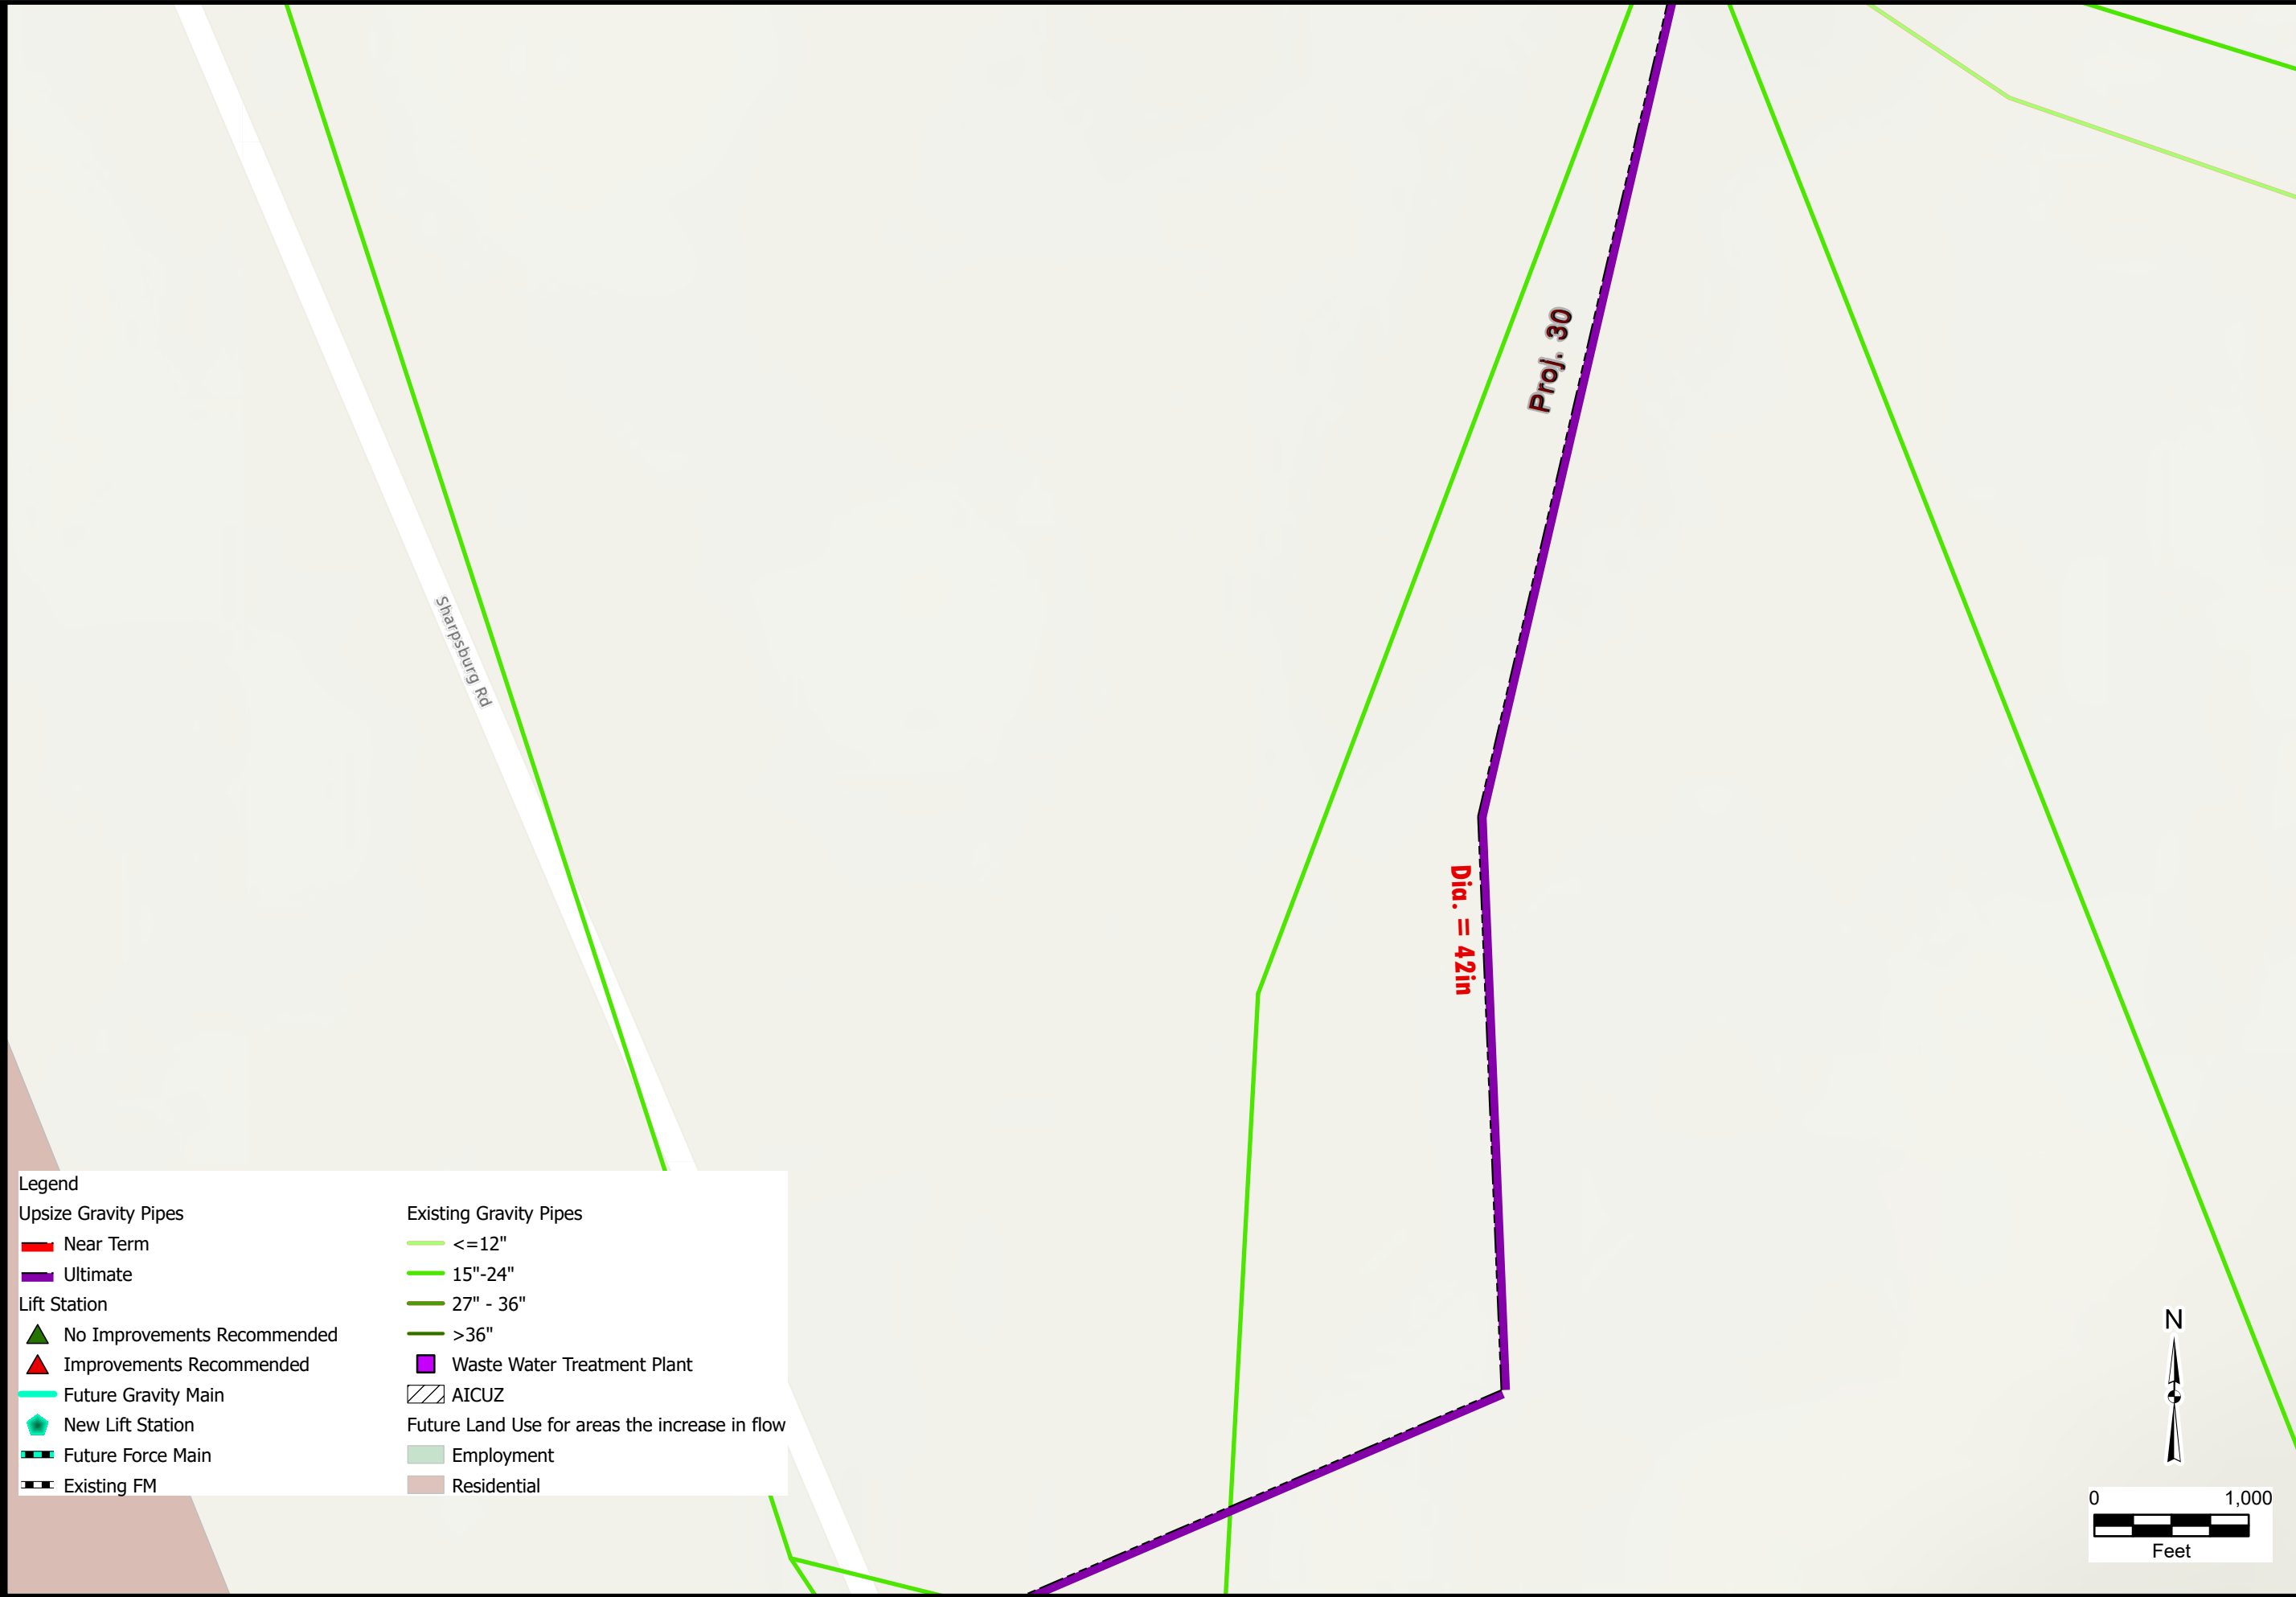 Proj. 30
Sharpsburg Rd
Dia. = 42in
Legend
Upsize Gravity Pipes
Near Term
Ultimate
Lift Station
No Improvements Recommended
Improvements Recommended
Future Gravity Main
New Lift Station
Future Force Main
Existing FM
Existing Gravity Pipes
<=12"
15"-24"
27" - 36"
>36"
Waste Water Treatment Plant
AICUZ
Future Land Use for areas the increase in flow
Employment
Residential
N
0 1,000
Feet